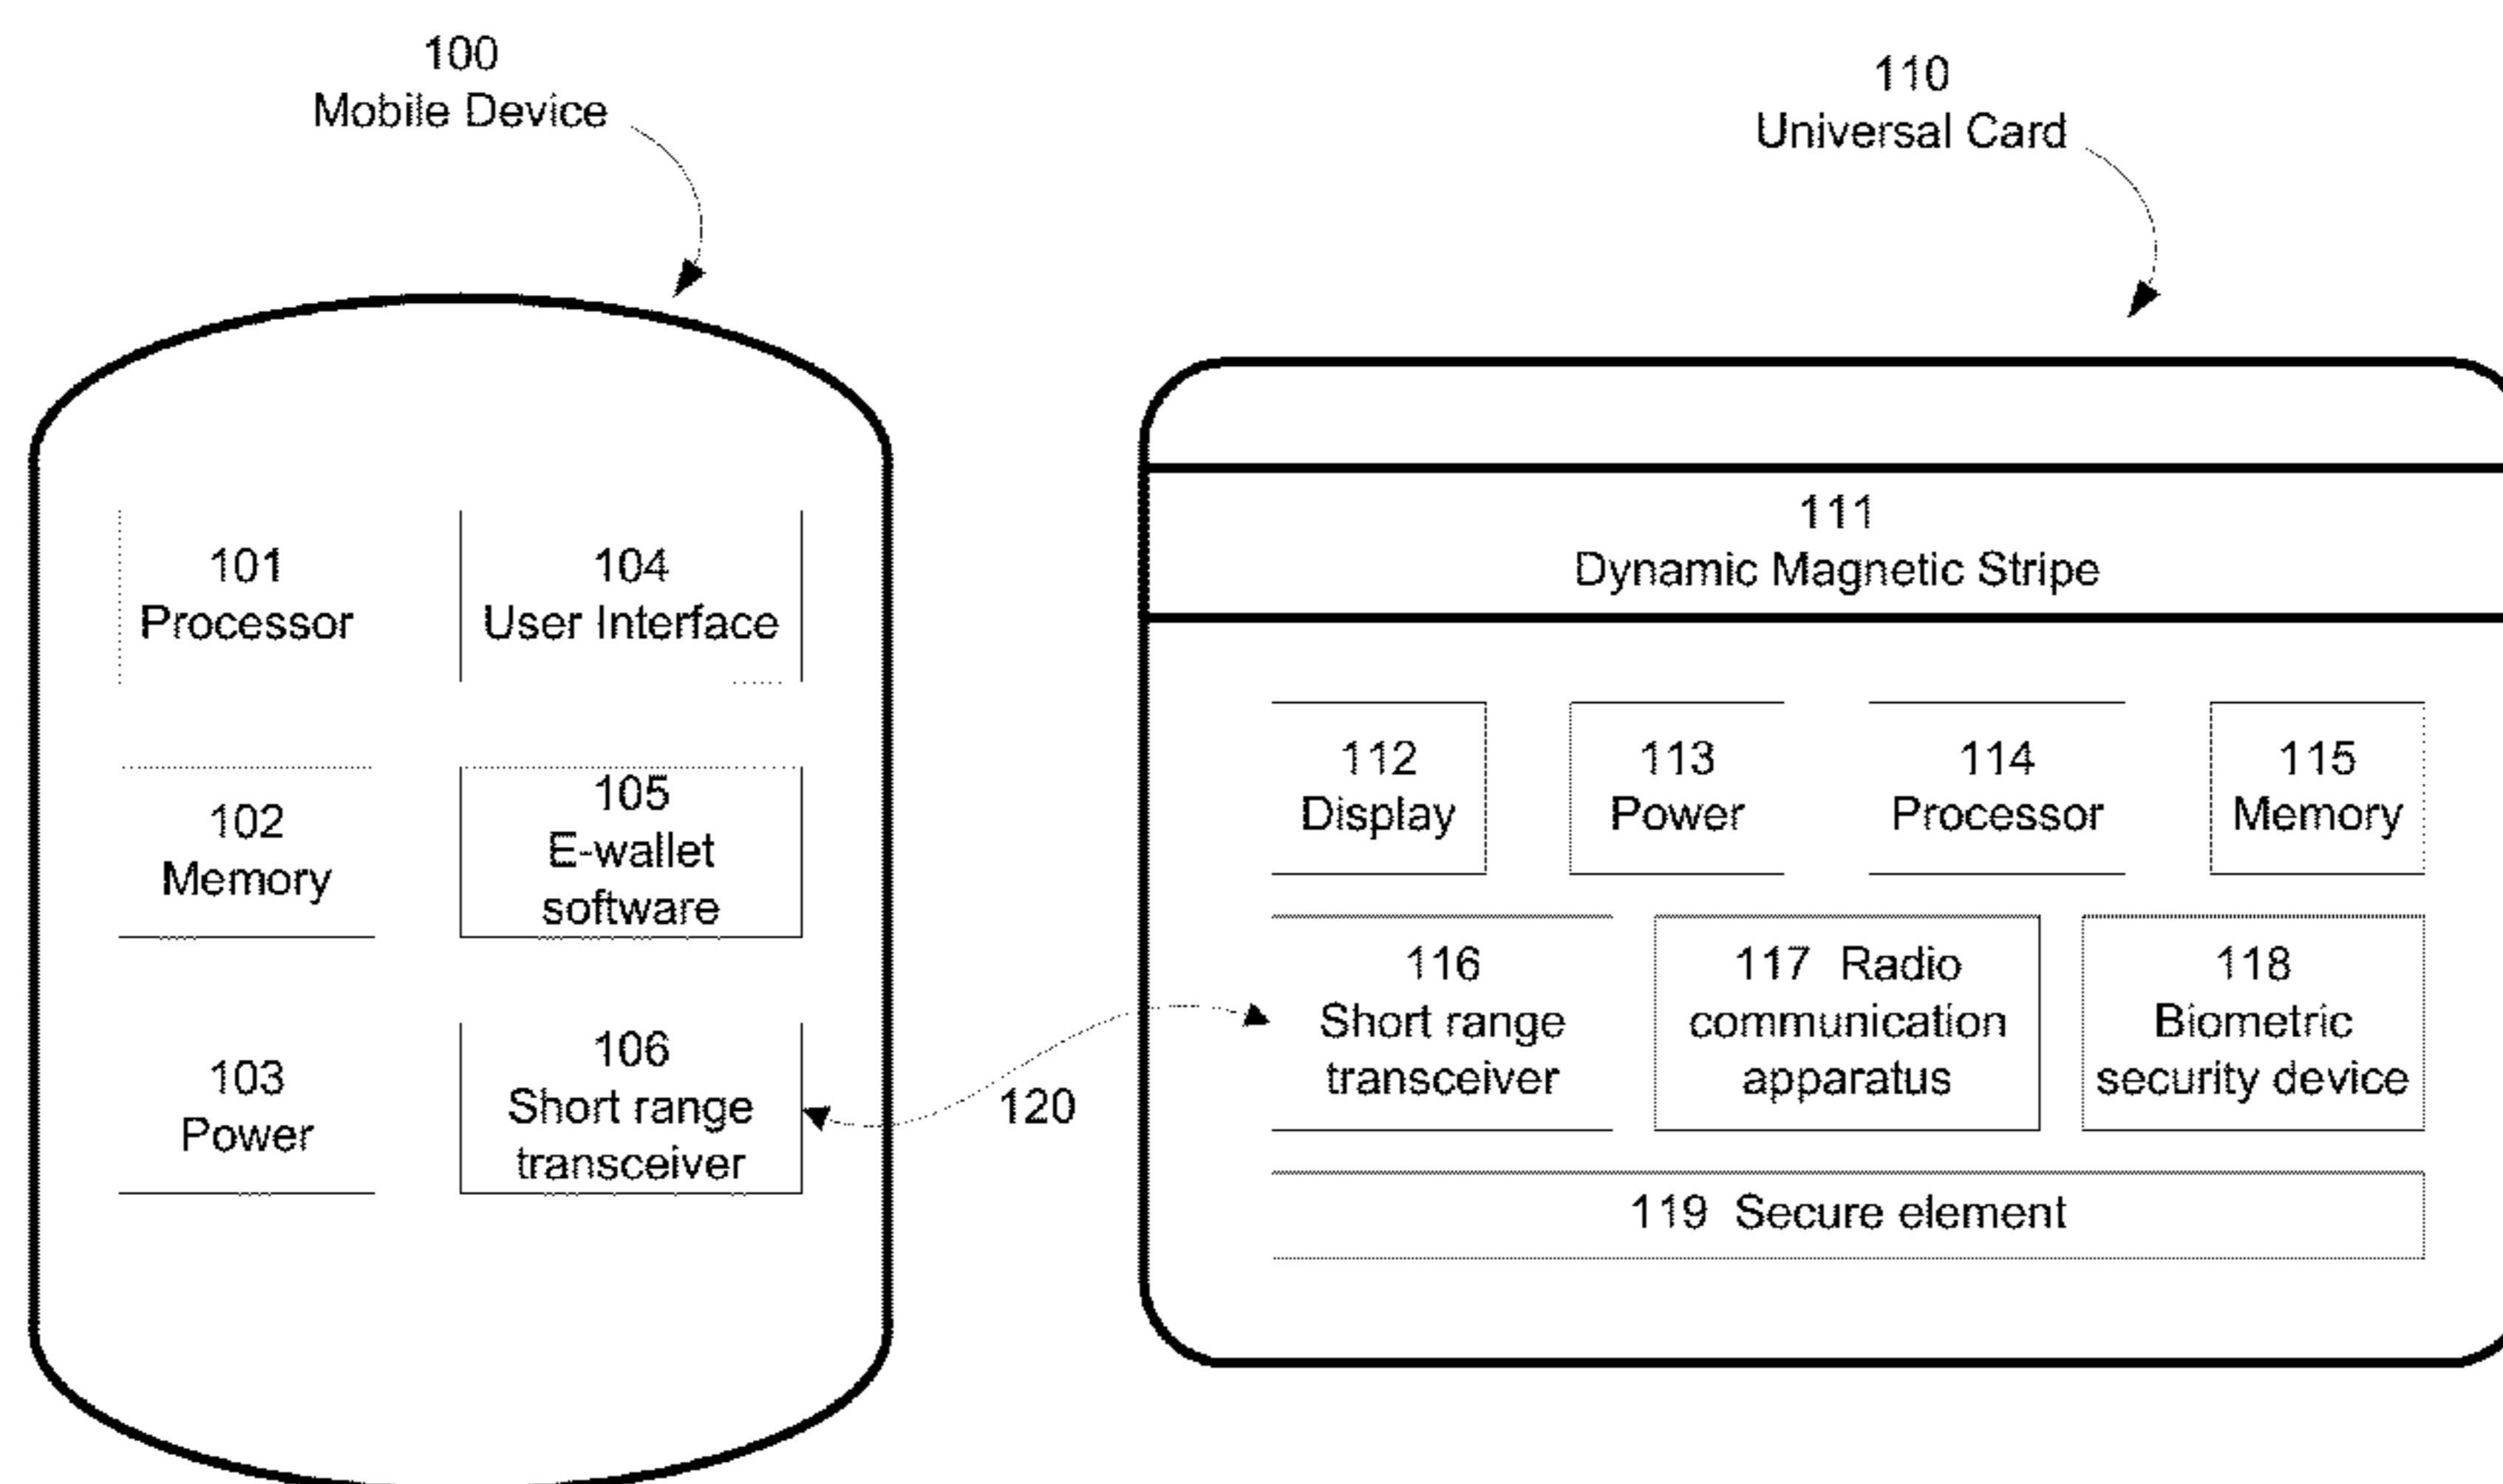 100
Mobile Device
110
Universal Card
101
Processor
104
User Interface
102
Memory
105
E-wallet
software
103
Power
106
Short range
transceiver
120
111
Dynamic Magnetic Stripe
112
Display
113
Power
114
Processor
115
Memory
116
Short range
transceiver
117 Radio
communication
apparatus
118
Biometric
security device
119 Secure element